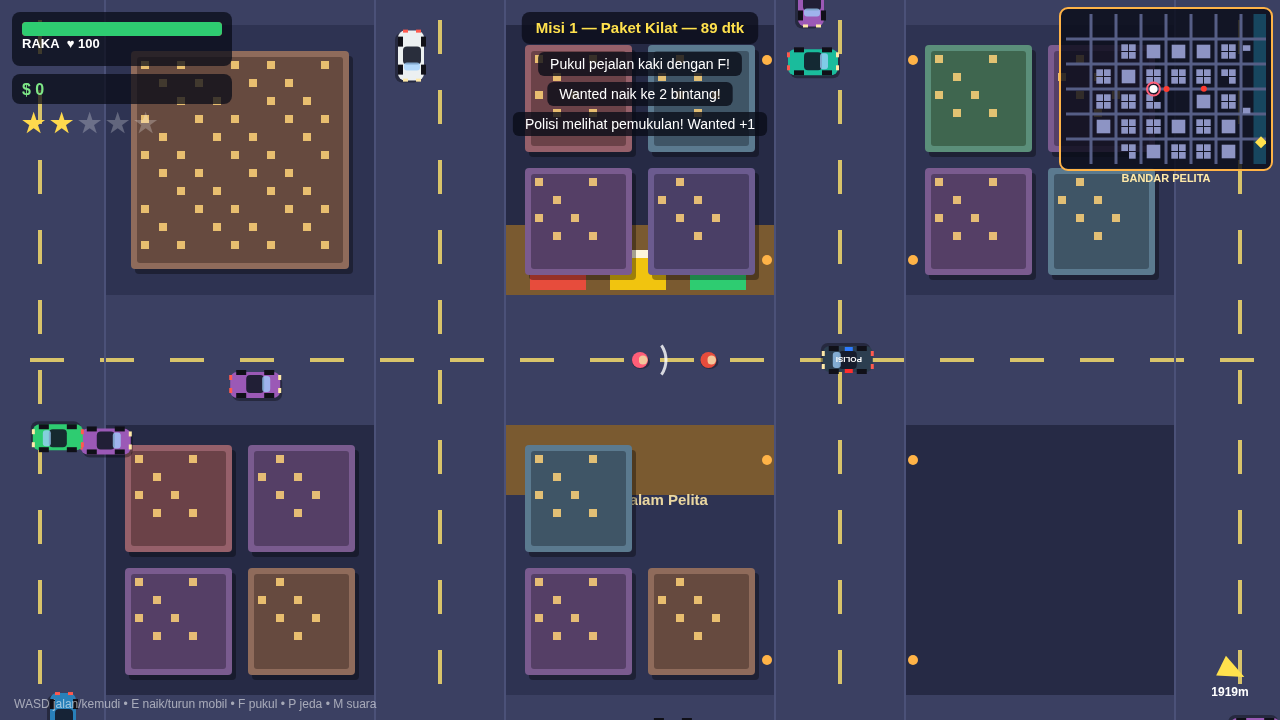 RAKA ♥ 100
$ 0
Misi 1 — Paket Kilat — 89 dtk
Pukul pejalan kaki dengan F!
Wanted naik ke 2 bintang!
Polisi melihat pemukulan! Wanted +1
BANDAR PELITA
POLISI
alam Pelita
1919m
WASD jalan/kemudi • E naik/turun mobil • F pukul • P jeda • M suara